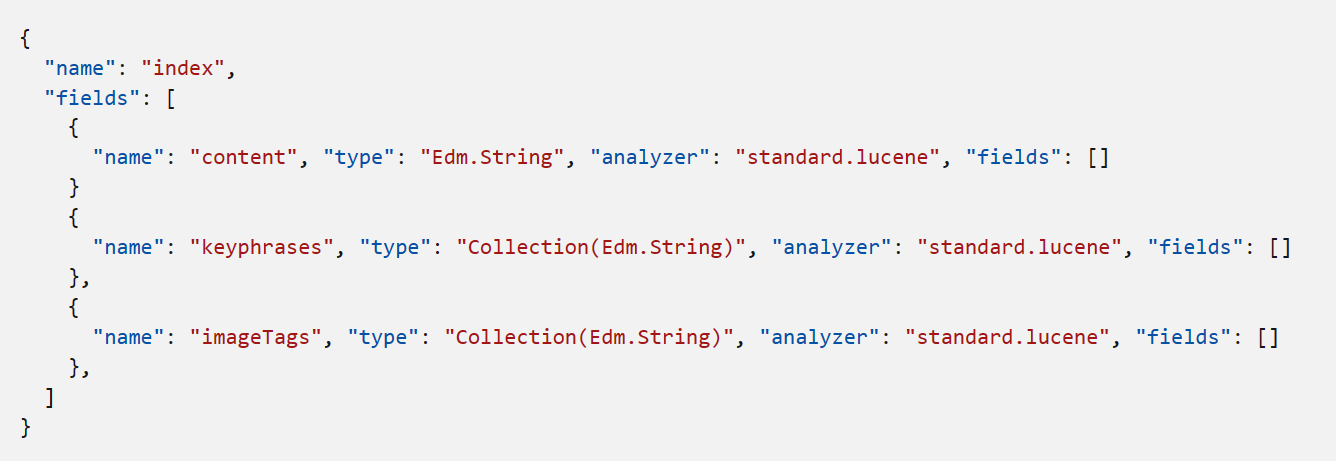 {
  "name": "index",
  "fields": [
    {
      "name": "content", "type": "Edm.String", "analyzer": "standard.lucene", "fields": []
    }
    {
      "name": "keyphrases", "type": "Collection(Edm.String)", "analyzer": "standard.lucene", "fields": []
    },
    {
      "name": "imageTags", "type": "Collection(Edm.String)", "analyzer": "standard.lucene", "fields": []
    },
  ]
}